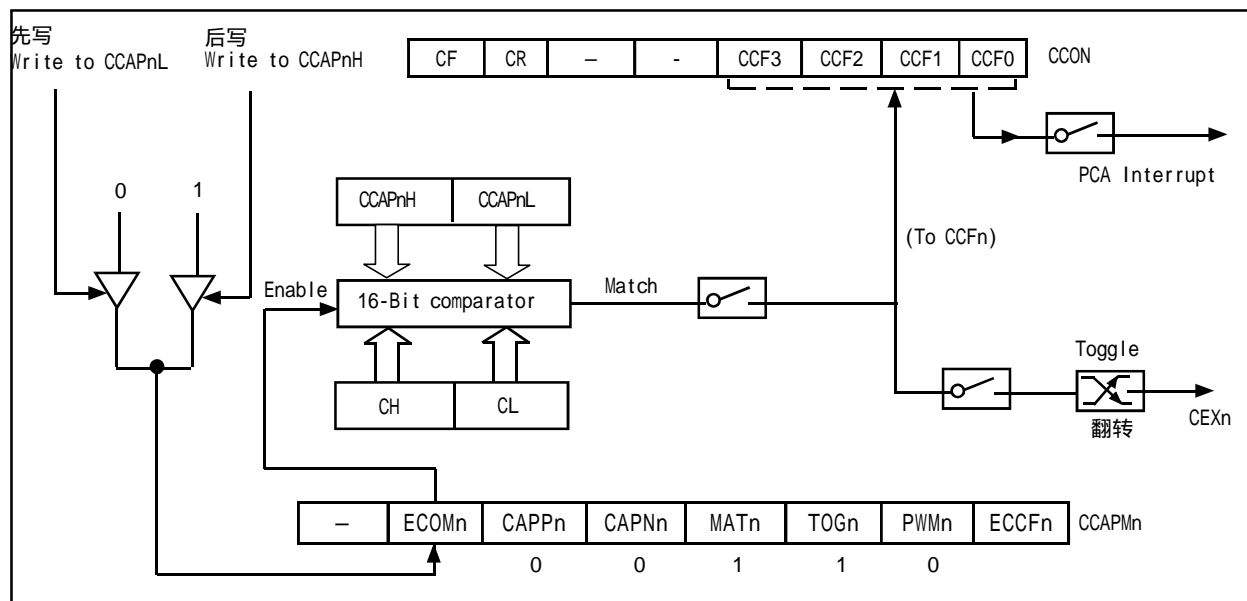 先写
Write to CCAPnL
后写
Write to CCAPnH
CF CR – - CCF3 CCF2 CCF1 CCF0 CCON
PCA Interrupt
0 1
CCAPnH CCAPnL
(To CCFn)
Enable
16-Bit comparator
Match
Toggle
CH CL
翻转
CEXn
– ECOMn CAPPn CAPNn MATn TOGn PWMn ECCFn CCAPMn
0 0 1 1 0